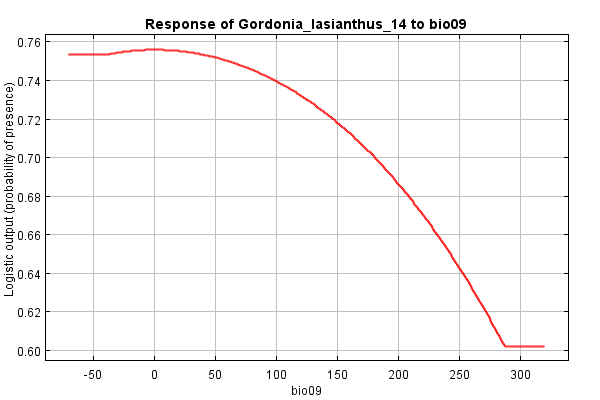 Response of Gordonia_lasianthus_14 to bio09
Logistic output (probability of presence)
0.76
0.74
0.72
0.70
0.68
0.66
0.64
0.62
0.60
-50 0 50 100 150 200 250 300
bio09